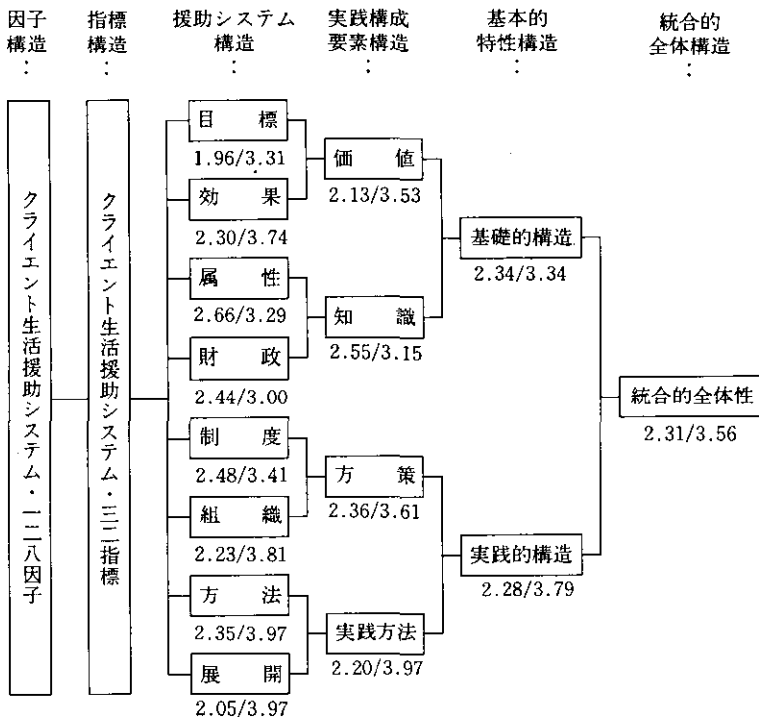 因子
構造
：
指標
構造
：
援助システム
構造
：
実践構成
要素構造
：
基本的
特性構造
：
統合的
全体構造
：
クライエント生活援助システム・一二八因子
クライエント生活援助システム・三二指標
目標
1.96/3.31
効果
2.30/3.74
属性
2.66/3.29
財政
2.44/3.00
制度
2.48/3.41
組織
2.23/3.81
方法
2.35/3.97
展開
2.05/3.97
価値
2.13/3.53
知識
2.55/3.15
方策
2.36/3.61
実践方法
2.20/3.97
基礎的構造
2.34/3.34
実践的構造
2.28/3.79
統合的全体性
2.31/3.56